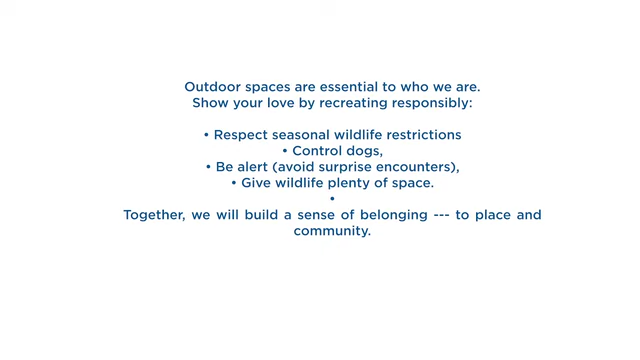 Outdoor spaces are essential to who we are.
Show your love by recreating responsibly:
• Respect seasonal wildlife restrictions
• Control dogs,
• Be alert (avoid surprise encounters),
• Give wildlife plenty of space.
•
Together, we will build a sense of belonging --- to place and
community.